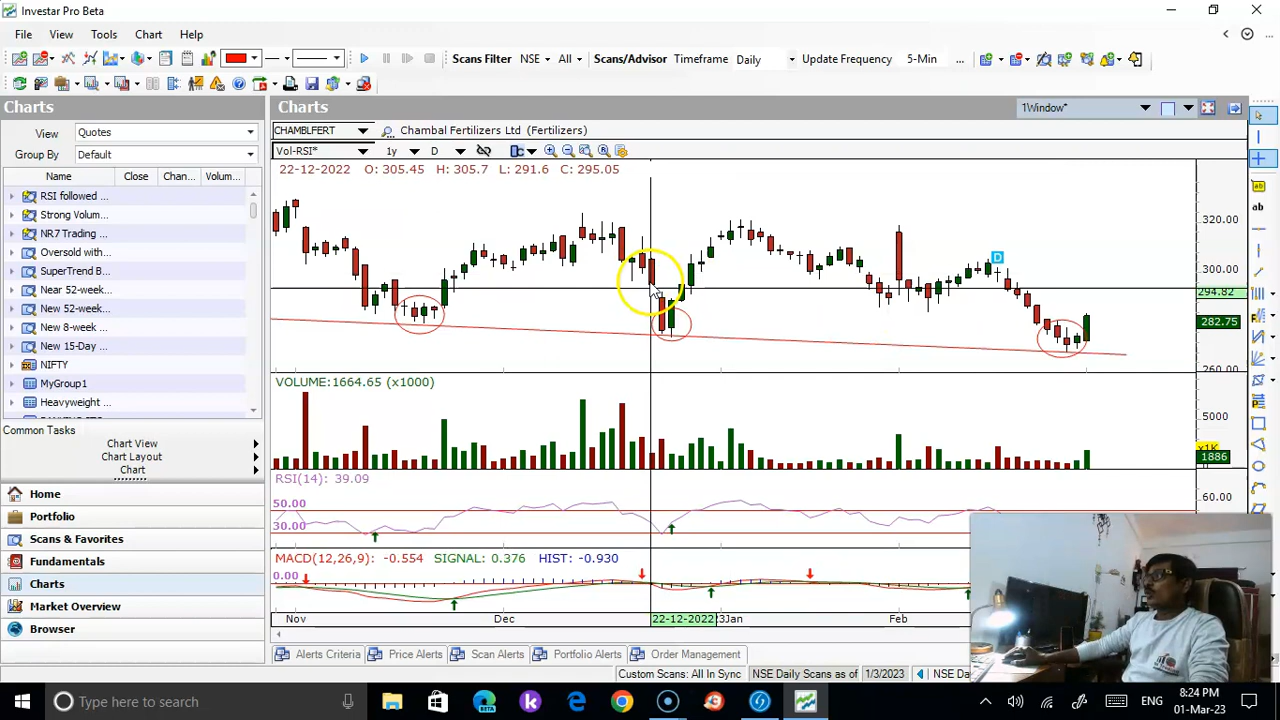 Investar Pro Beta
File View Tools Chart Help
Scans Filter NSE All Scans/Advisor Timeframe Daily Update Frequency 5-Min ...
Charts
Charts
1Window*
View Quotes
CHAMBLFERT Chambal Fertilizers Ltd (Fertilizers)
Group By Default
Vol-RSI* 1y D
Name Close Chan... Volum...
22-12-2022 O: 305.45 H: 305.7 L: 291.6 C: 295.05
RSI followed ...
Strong Volum...
NR7 Trading ...
Oversold with...
SuperTrend B...
Near 52-week...
New 52-week...
New 8-week ...
New 15-Day ...
NIFTY
MyGroup1
Heavyweight ...
D
320.00
300.00
294.82
282.75
260.00
VOLUME:1664.65 (x1000)
5000
x1K
1886
Common Tasks
Chart View
Chart Layout
Chart
RSI(14): 39.09
50.00
30.00
60.00
MACD(12,26,9): -0.554 SIGNAL: 0.376 HIST: -0.930
0.00
Nov Dec 22-12-2022 23Jan Feb
Home
Portfolio
Scans & Favorites
Fundamentals
Charts
Market Overview
Browser
Alerts Criteria Price Alerts Scan Alerts Portfolio Alerts Order Management
Custom Scans: All In Sync NSE Daily Scans as of 1/3/2023 NSE
Type here to search
BETA
ENG
8:24 PM
01-Mar-23